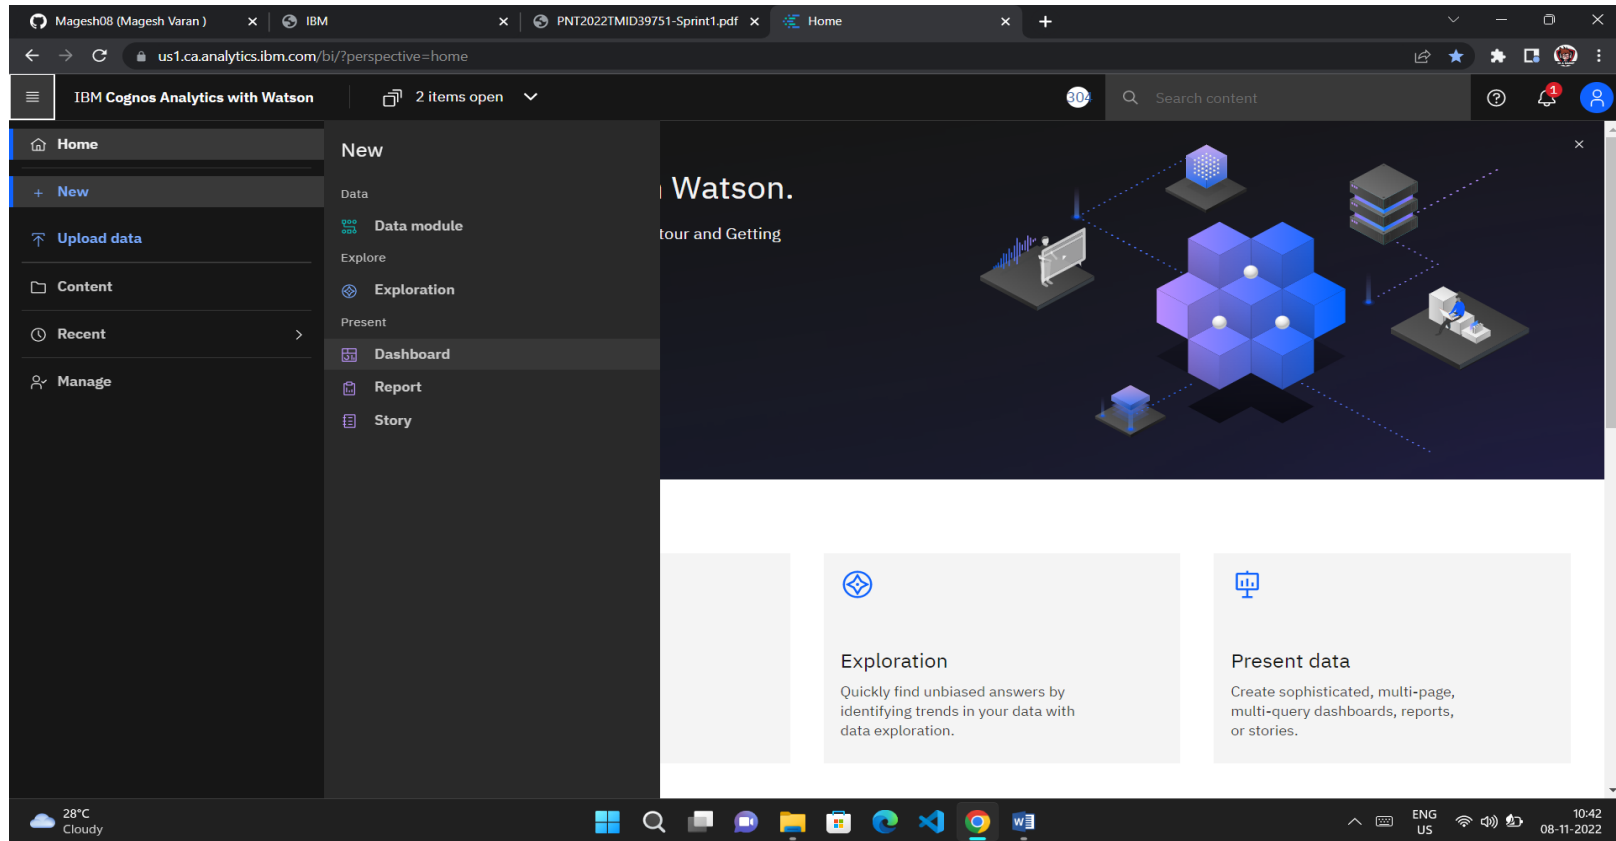 Magesh08 (Magesh Varan )
IBM
PNT2022TMID39751-Sprint1.pdf
Home
us1.ca.analytics.ibm.com/bi/?perspective=home
IBM Cognos Analytics with Watson
2 items open
304
Search content
1
Home
New
Upload data
Content
Recent
Manage
New
Data
Data module
Explore
Exploration
Present
Dashboard
Report
Story
Watson.
tour and Getting
Exploration
Quickly find unbiased answers by
identifying trends in your data with
data exploration.
Present data
Create sophisticated, multi-page,
multi-query dashboards, reports,
or stories.
28°C
Cloudy
ENG
US
10:42
08-11-2022